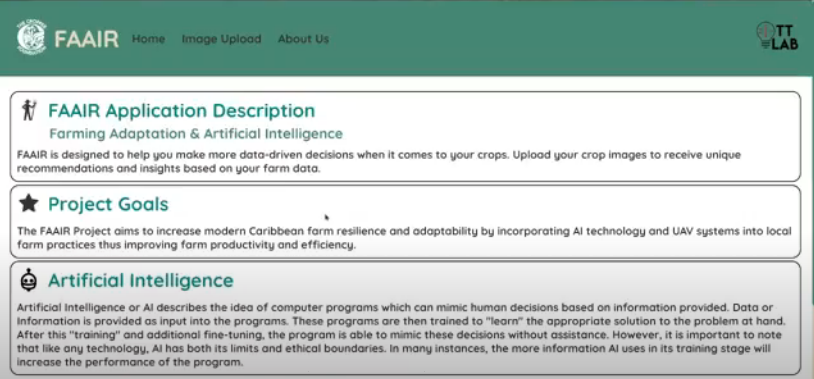 FAAIR Home Image Upload About Us TT LAB
FAAIR Application Description
Farming Adaptation & Artificial Intelligence
FAAIR is designed to help you make more data-driven decisions when it comes to your crops. Upload your crop images to receive unique
recommendations and insights based on your farm data.
Project Goals
The FAAIR Project aims to increase modern Caribbean farm resilience and adaptability by incorporating AI technology and UAV systems into local
farm practices thus improving farm productivity and efficiency.
Artificial Intelligence
Artificial Intelligence or AI describes the idea of computer programs which can mimic human decisions based on information provided. Data or
Information is provided as input into the programs. These programs are then trained to "learn" the appropriate solution to the problem at hand.
After this "training" and additional fine-tuning, the program is able to mimic these decisions without assistance. However, it is important to note
that like any technology, AI has both its limits and ethical boundaries. In many instances, the more information AI uses in its training stage will
increase the performance of the program.